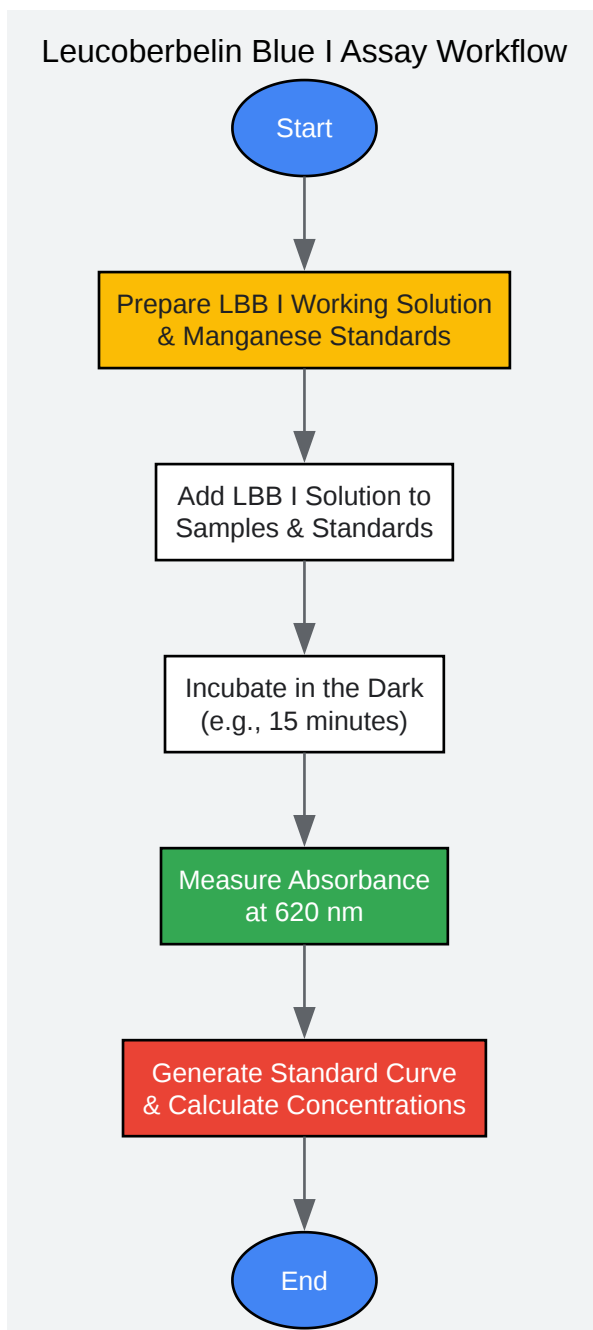 Leucoberbelin Blue I Assay Workflow
Start
Prepare LBB I Working Solution
& Manganese Standards
Add LBB I Solution to
Samples & Standards
Incubate in the Dark
(e.g., 15 minutes)
Measure Absorbance
at 620 nm
Generate Standard Curve
& Calculate Concentrations
End